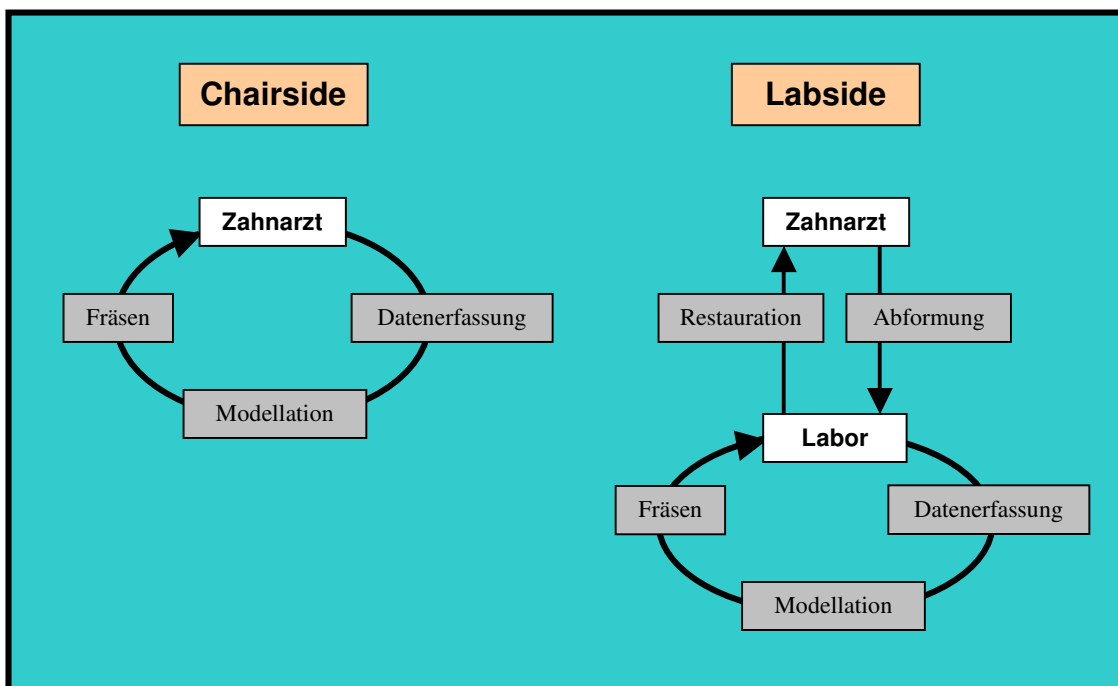 Chairside
Zahnarzt
Fräsen
Datenerfassung
Modellation
Labside
Zahnarzt
Restauration
Abformung
Labor
Fräsen
Datenerfassung
Modellation